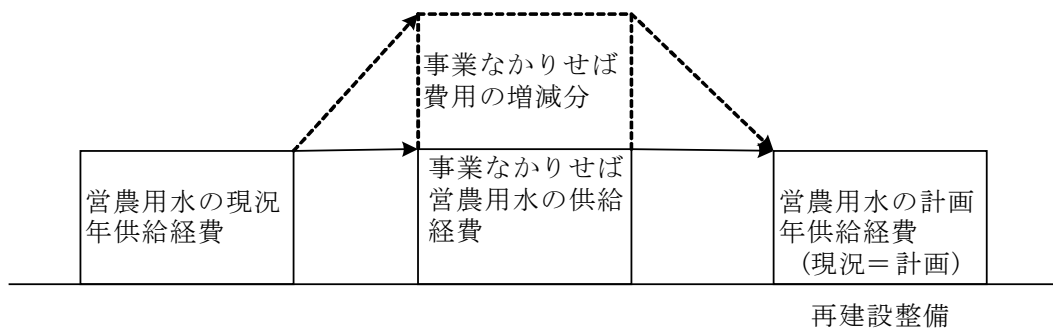 事業なかりせば
費用の増減分
事業なかりせば
営農用水の供給
経費
営農用水の現況
年供給経費
営農用水の計画
年供給経費
（現況＝計画）
再建設整備